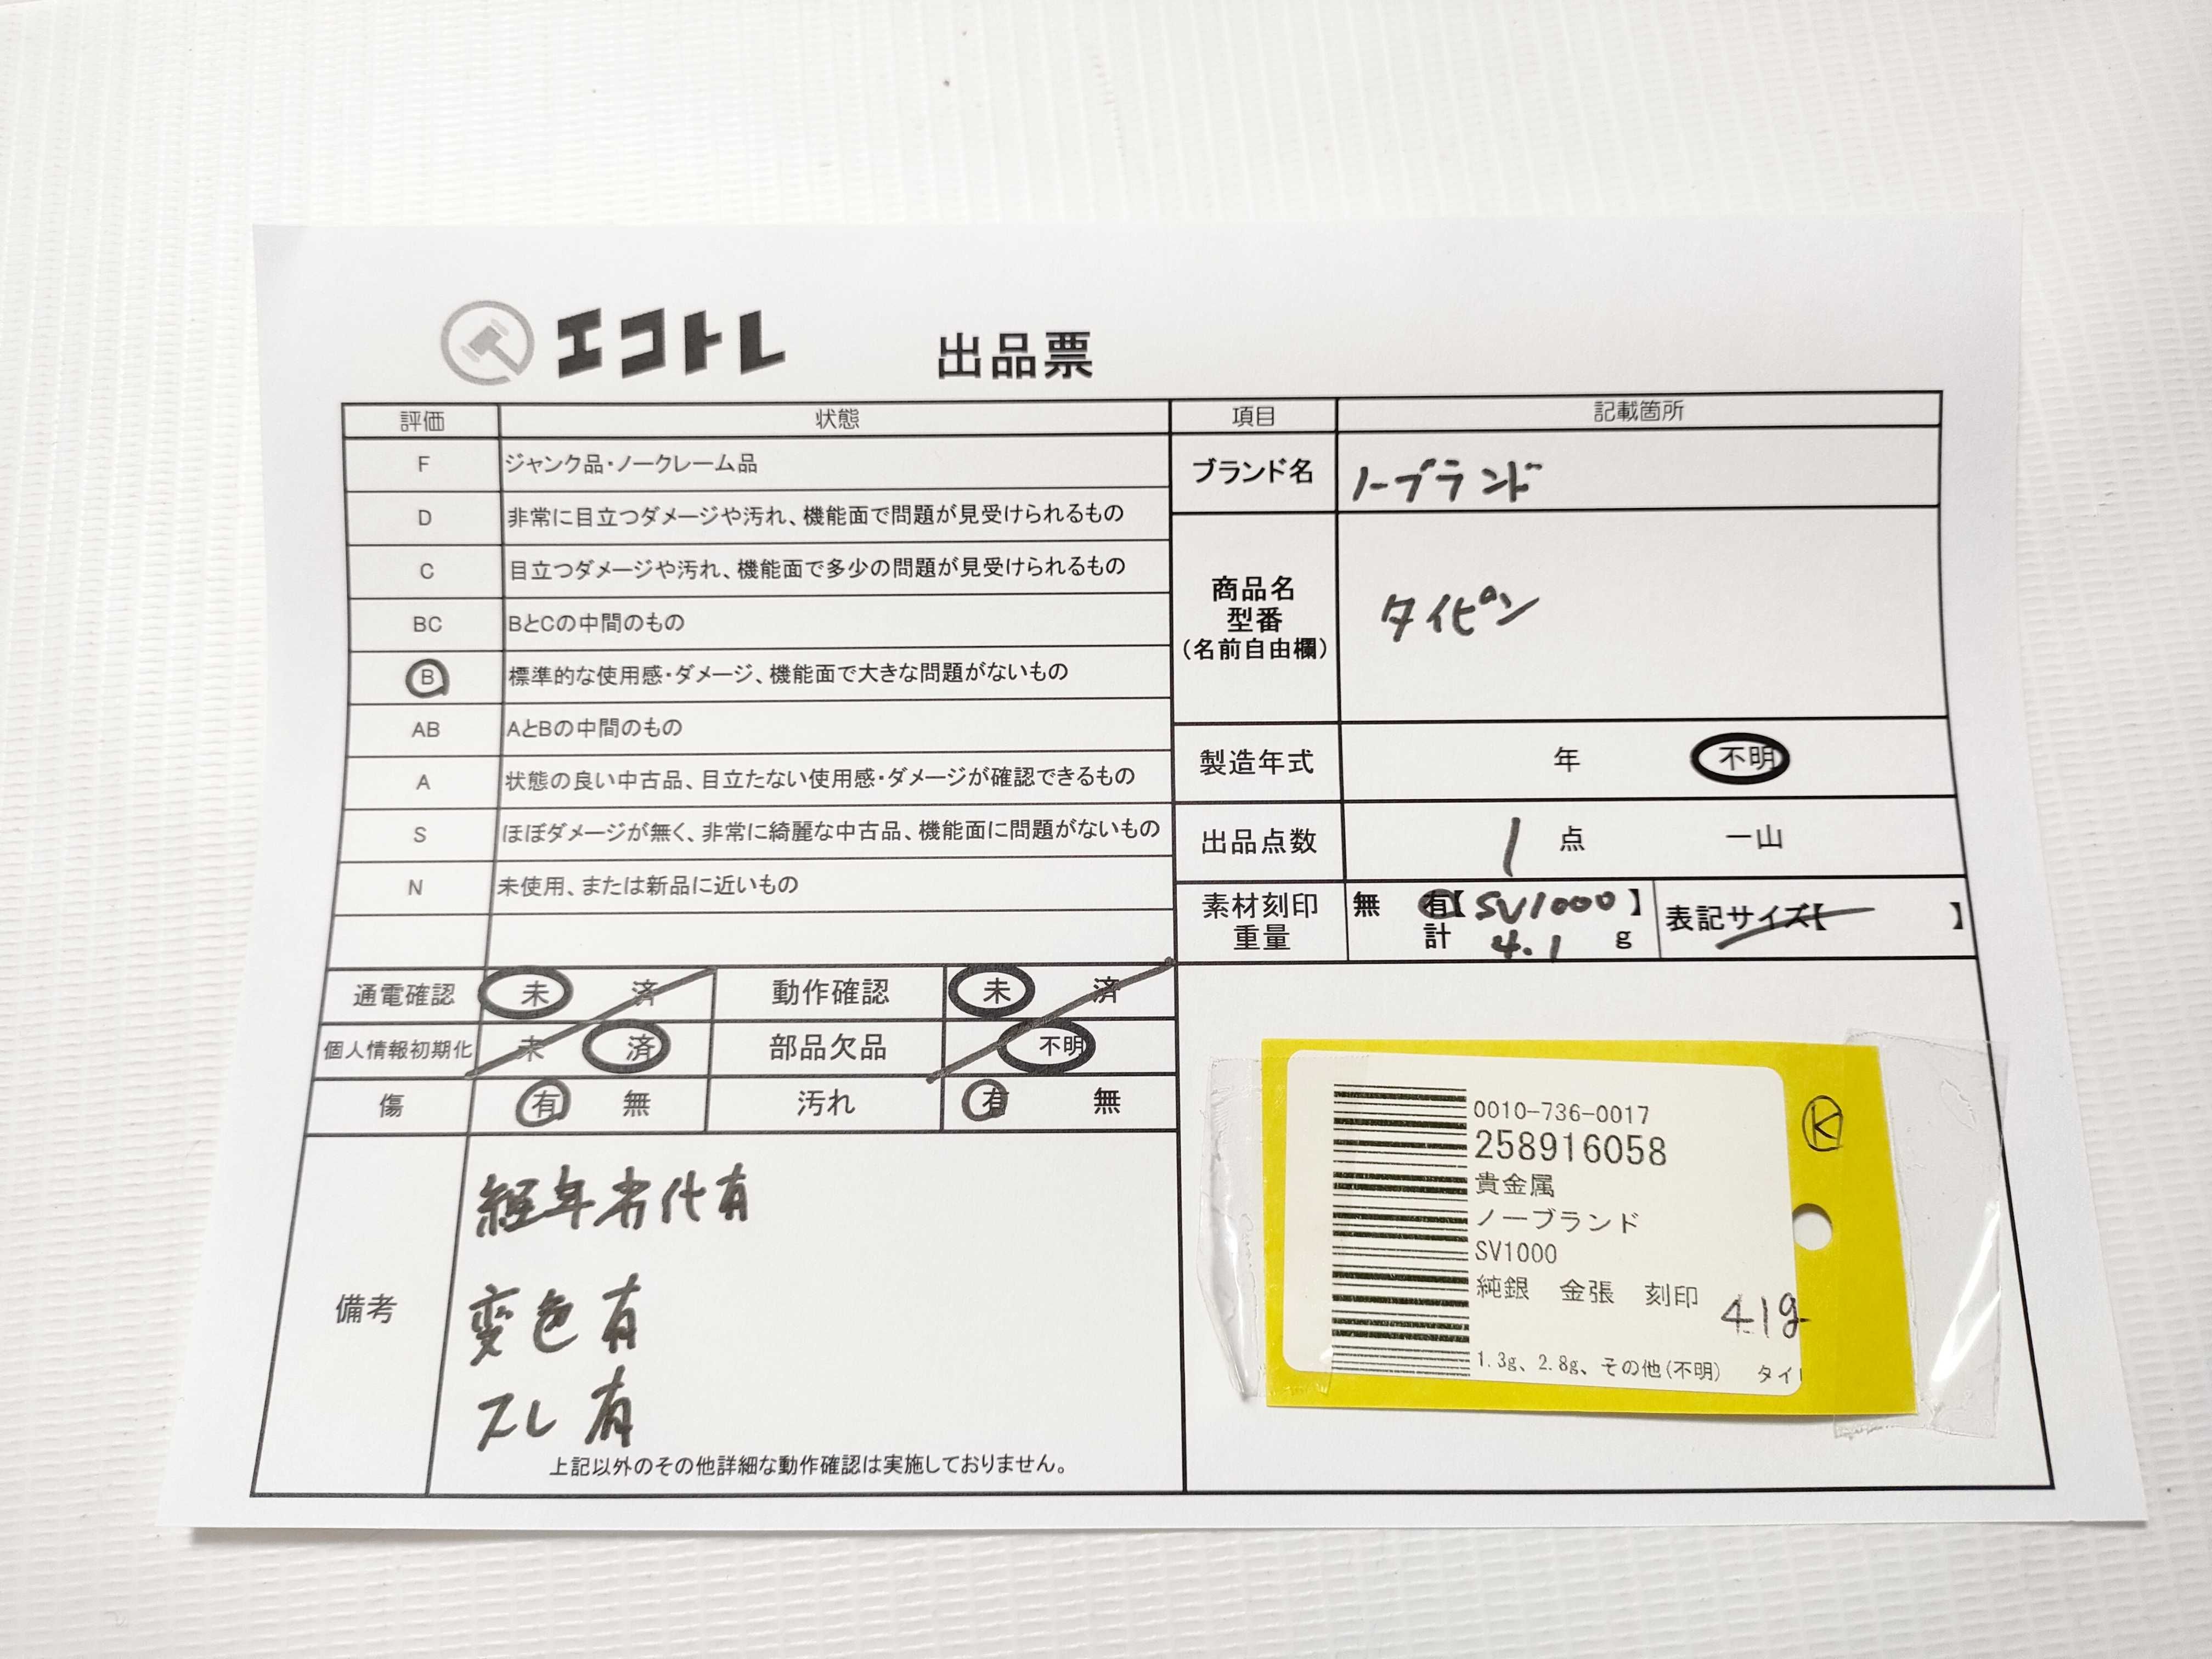 エコトレ 出品票
評価 状態
F ジャンク品・ノークレーム品
D 非常に目立つダメージや汚れ、機能面で問題が見受けられるもの
C 目立つダメージや汚れ、機能面で多少の問題が見受けられるもの
BC BとCの中間のもの
B 標準的な使用感・ダメージ、機能面で大きな問題がないもの
AB AとBの中間のもの
A 状態の良い中古品、目立たない使用感・ダメージが確認できるもの
S ほぼダメージが無く、非常に綺麗な中古品、機能面に問題がないもの
N 未使用、または新品に近いもの
項目 記載箇所
ブランド名 ノーブランド
商品名
型番
(名前自由欄)
タイピン
製造年式 年 不明
出品点数 1 点 一山
素材刻印 無 有【SV1000】
重量 計 4.1 g
表記サイズ【 】
通電確認 未 済 動作確認 未 済
個人情報初期化 未 済 部品欠品 不明
傷 有 無 汚れ 有 無
備考
経年劣化有
変色有
スレ有
上記以外のその他詳細な動作確認は実施しておりません。
0010-736-0017
258916058
貴金属
ノーブランド
SV1000
純銀 金張 刻印
4.1g
1.3g、2.8g、その他(不明) タイ
K